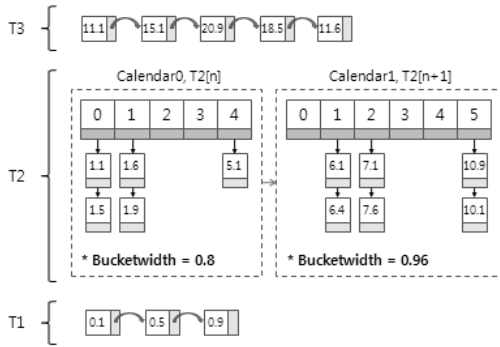 T3
11.1 15.1 20.9 18.5 11.6
T2
Calendar0, T2[n]
0 1 2 3 4
1.1 1.6 5.1
1.5 1.9
* Bucketwidth = 0.8
Calendar1, T2[n+1]
0 1 2 3 4 5
6.1 7.1 10.9
6.4 7.6 10.1
* Bucketwidth = 0.96
T1
0.1 0.5 0.9